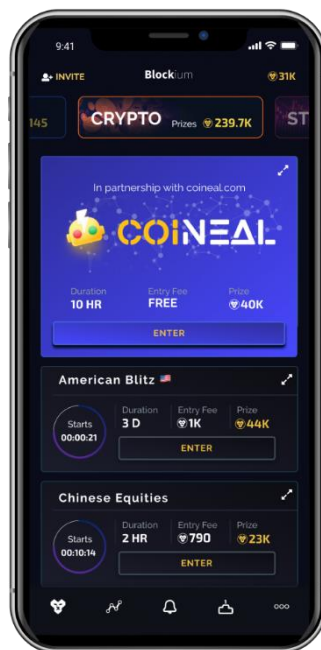 9:41
INVITE
Blockium
31K
145
CRYPTO Prizes 239.7K
ST
In partnership with coineal.com
COINEAL
Duration Entry Fee Prize
10 HR FREE 40K
ENTER
American Blitz
Starts
00:00:21
Duration Entry Fee Prize
3 D 1K 44K
ENTER
Chinese Equities
Starts
00:10:14
Duration Entry Fee Prize
2 HR 790 23K
ENTER